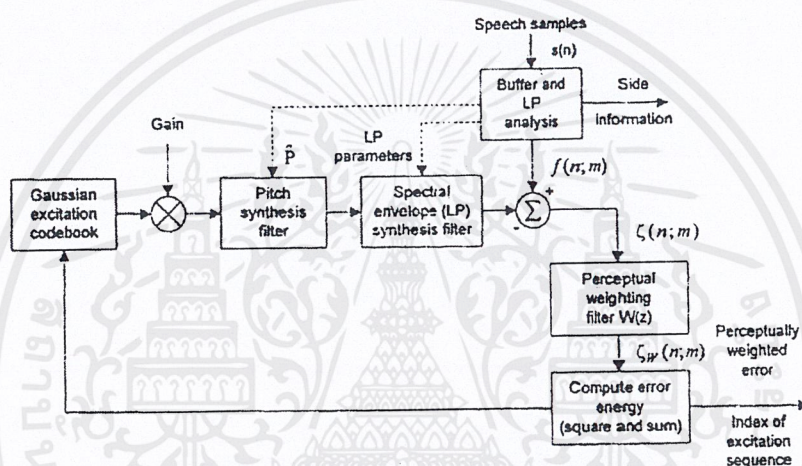 Speech samples
s(n)
Buffer and
LP
analysis
Side
information
Gain
P̂
LP
parameters
f(n;m)
Gaussian
excitation
codebook
Pitch
synthesis
filter
Spectral
envelope (LP)
synthesis filter
Σ
+
-
ζ(n;m)
Perceptual
weighting
filter W(z)
ζW(n;m)
Perceptually
weighted
error
Compute error
energy
(square and sum)
Index of
excitation
sequence